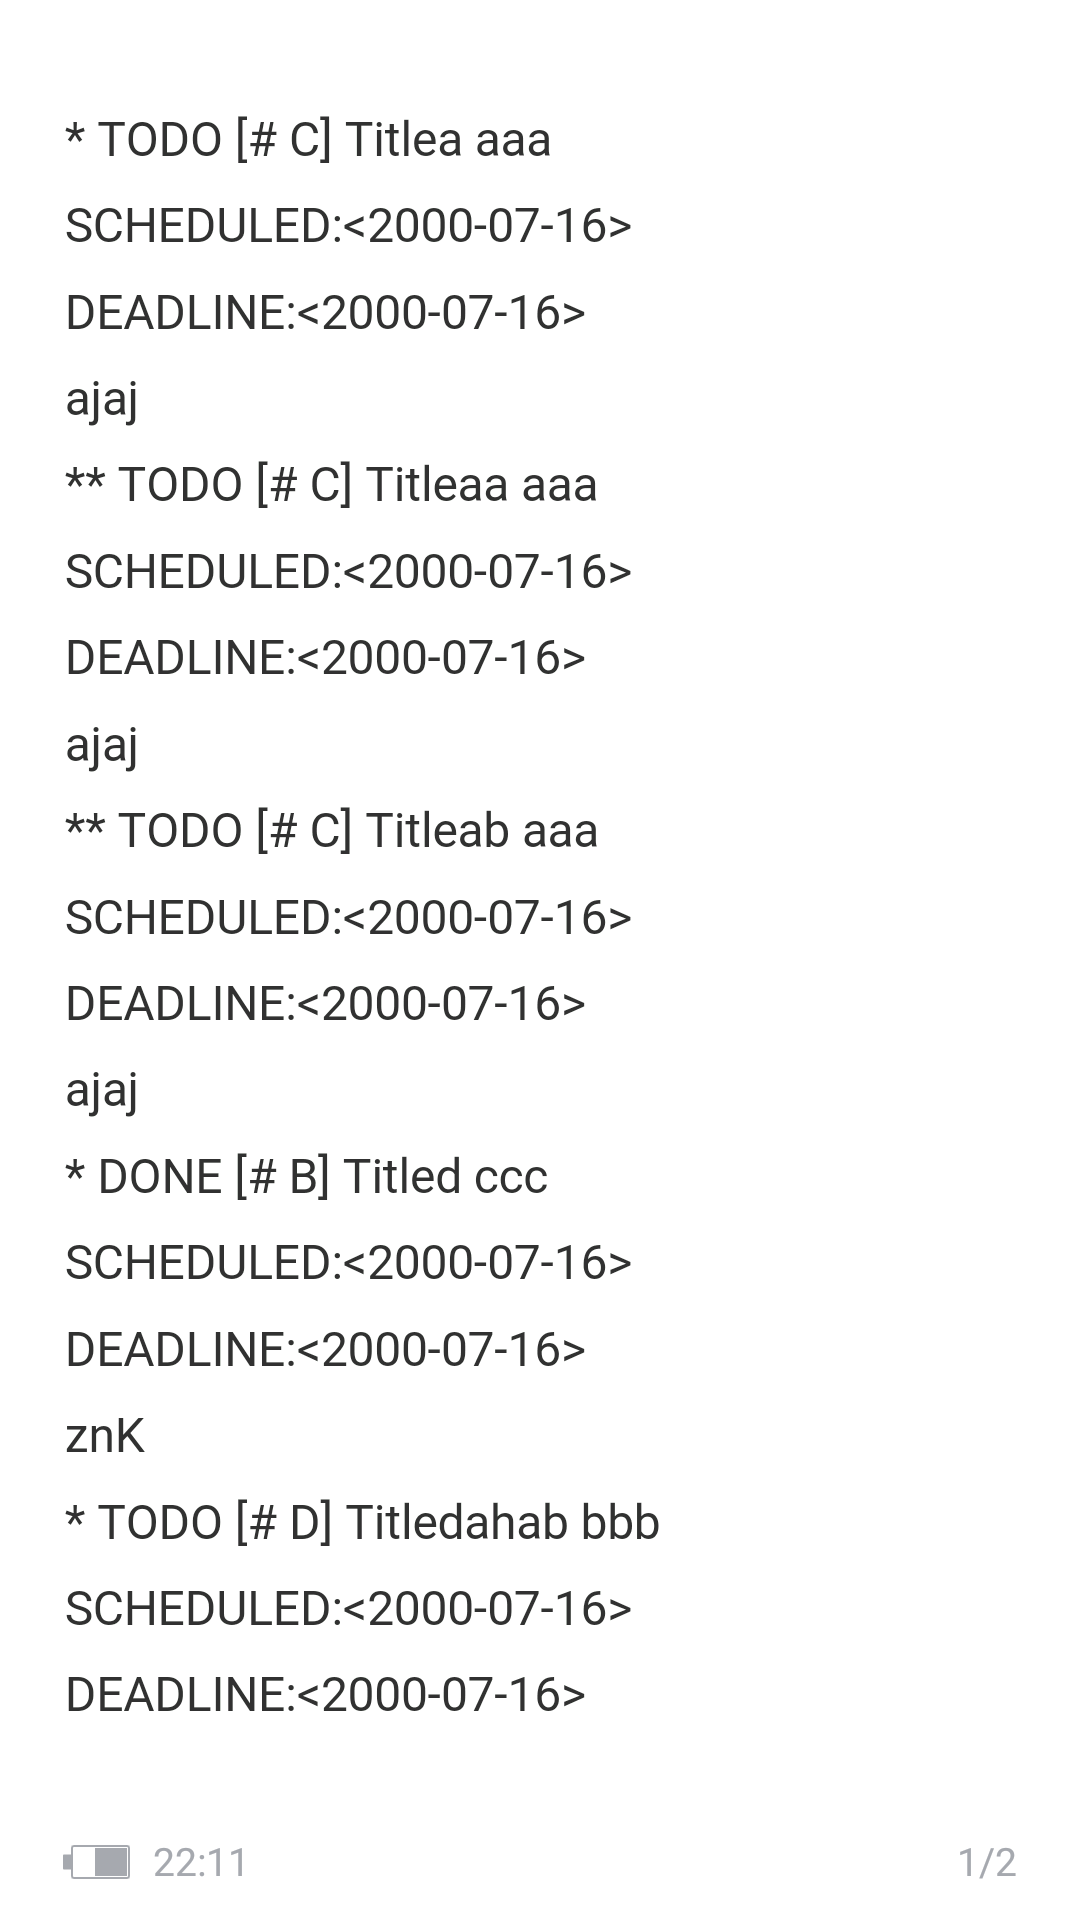 * TODO [# C] Titlea aaa
SCHEDULED:<2000-07-16>
DEADLINE:<2000-07-16>
ajaj
** TODO [# C] Titleaa aaa
SCHEDULED:<2000-07-16>
DEADLINE:<2000-07-16>
ajaj
** TODO [# C] Titleab aaa
SCHEDULED:<2000-07-16>
DEADLINE:<2000-07-16>
ajaj
* DONE [# B] Titled ccc
SCHEDULED:<2000-07-16>
DEADLINE:<2000-07-16>
znK
* TODO [# D] Titledahab bbb
SCHEDULED:<2000-07-16>
DEADLINE:<2000-07-16>
22:11 1/2